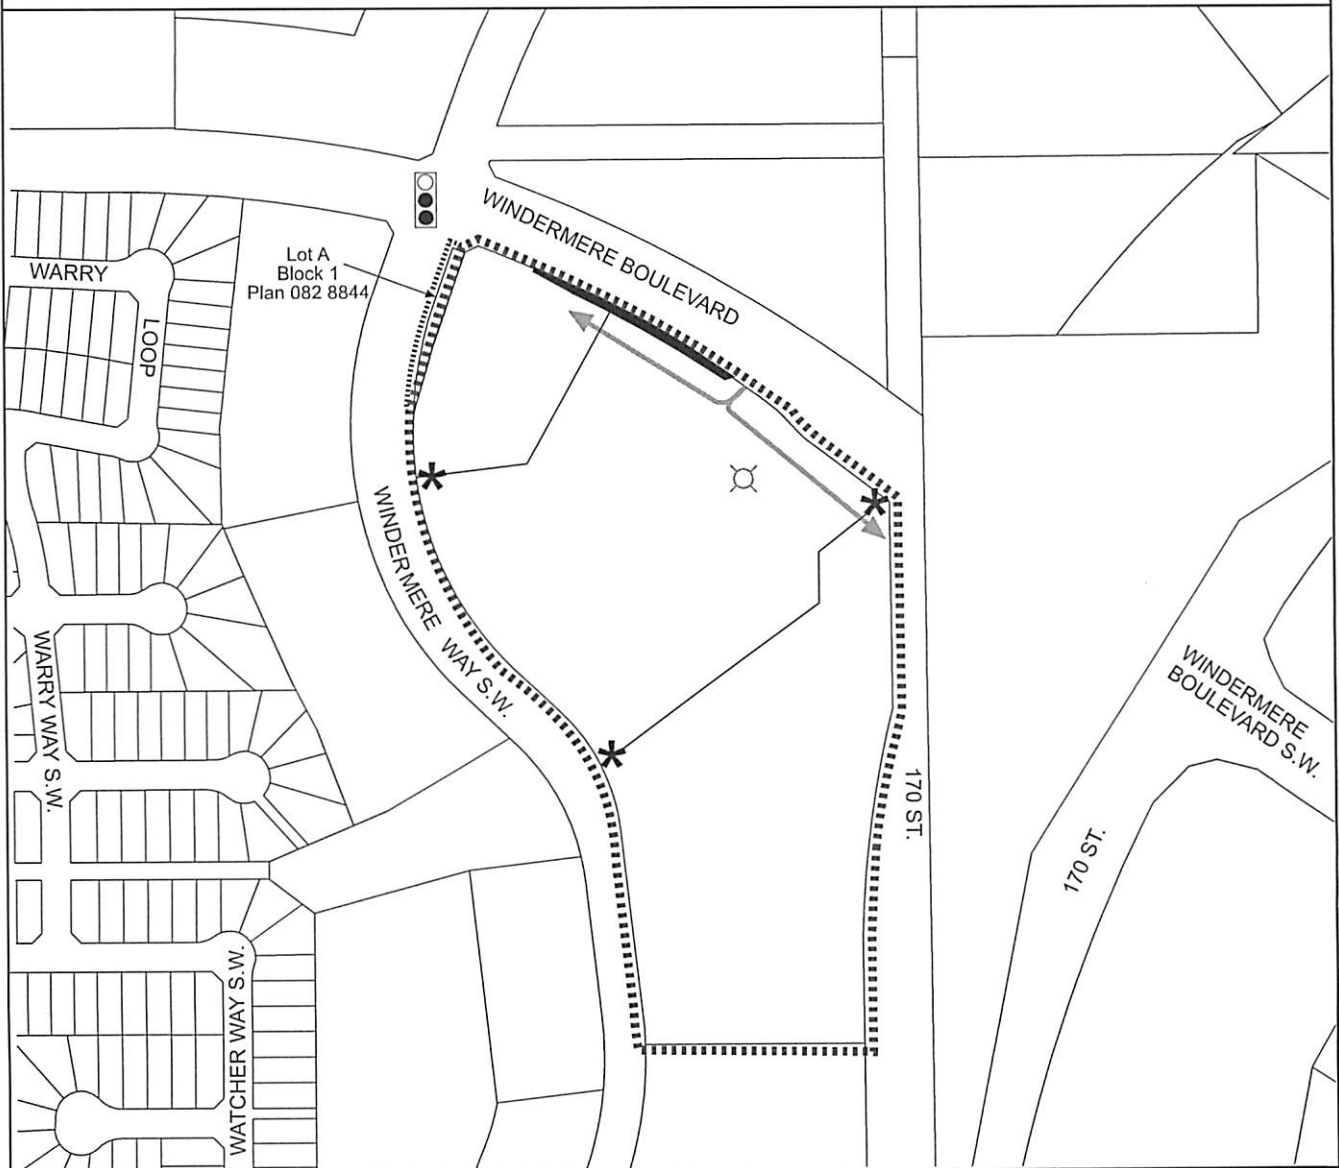 WINDERMERE BOULEVARD
Lot A
Block 1
Plan 082 8844
WARRY
LOOP
WINDERMERE WAY S.W.
WARRY WAY S.W.
WINDERMERE
BOULEVARD S.W.
170 ST.
170 ST.
WATCHER WAY S.W.